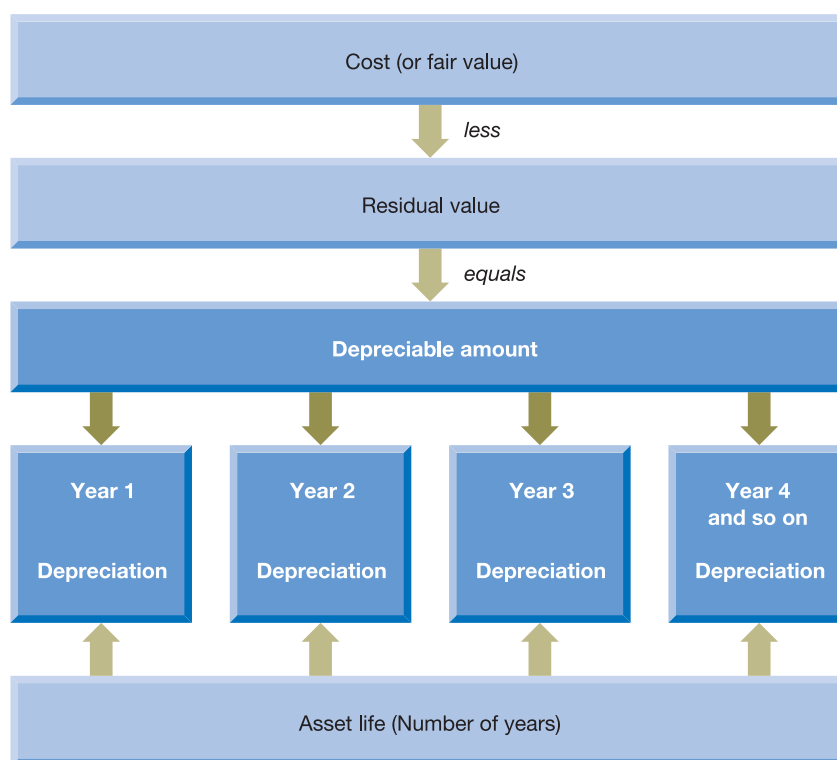 Cost (or fair value)
less
Residual value
equals
Depreciable amount
Year 1
Depreciation
Year 2
Depreciation
Year 3
Depreciation
Year 4
and so on
Depreciation
Asset life (Number of years)